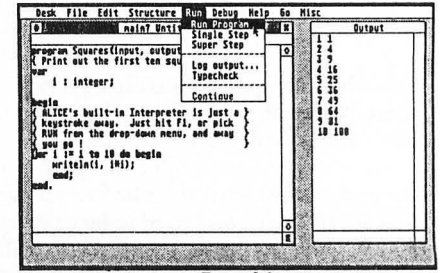 Desk File Edit Structure Run Debug Help Go Misc
main? Untit
Run Program
Single Step
Super Step
Log output...
Typecheck
Continue
program Squares(input, output
{ Print out the first ten squ
var
i : integer;
begin
{ ALICE's built-in Interpreter is just a }
{ keystroke away. Just hit F1, or pick }
{ RUN from the drop-down menu, and away }
{ you go ! }
for i := 1 to 10 do begin
writeln(i, i*i);
end;
end.
Output
1 1
2 4
3 9
4 16
5 25
6 36
7 49
8 64
9 81
10 100